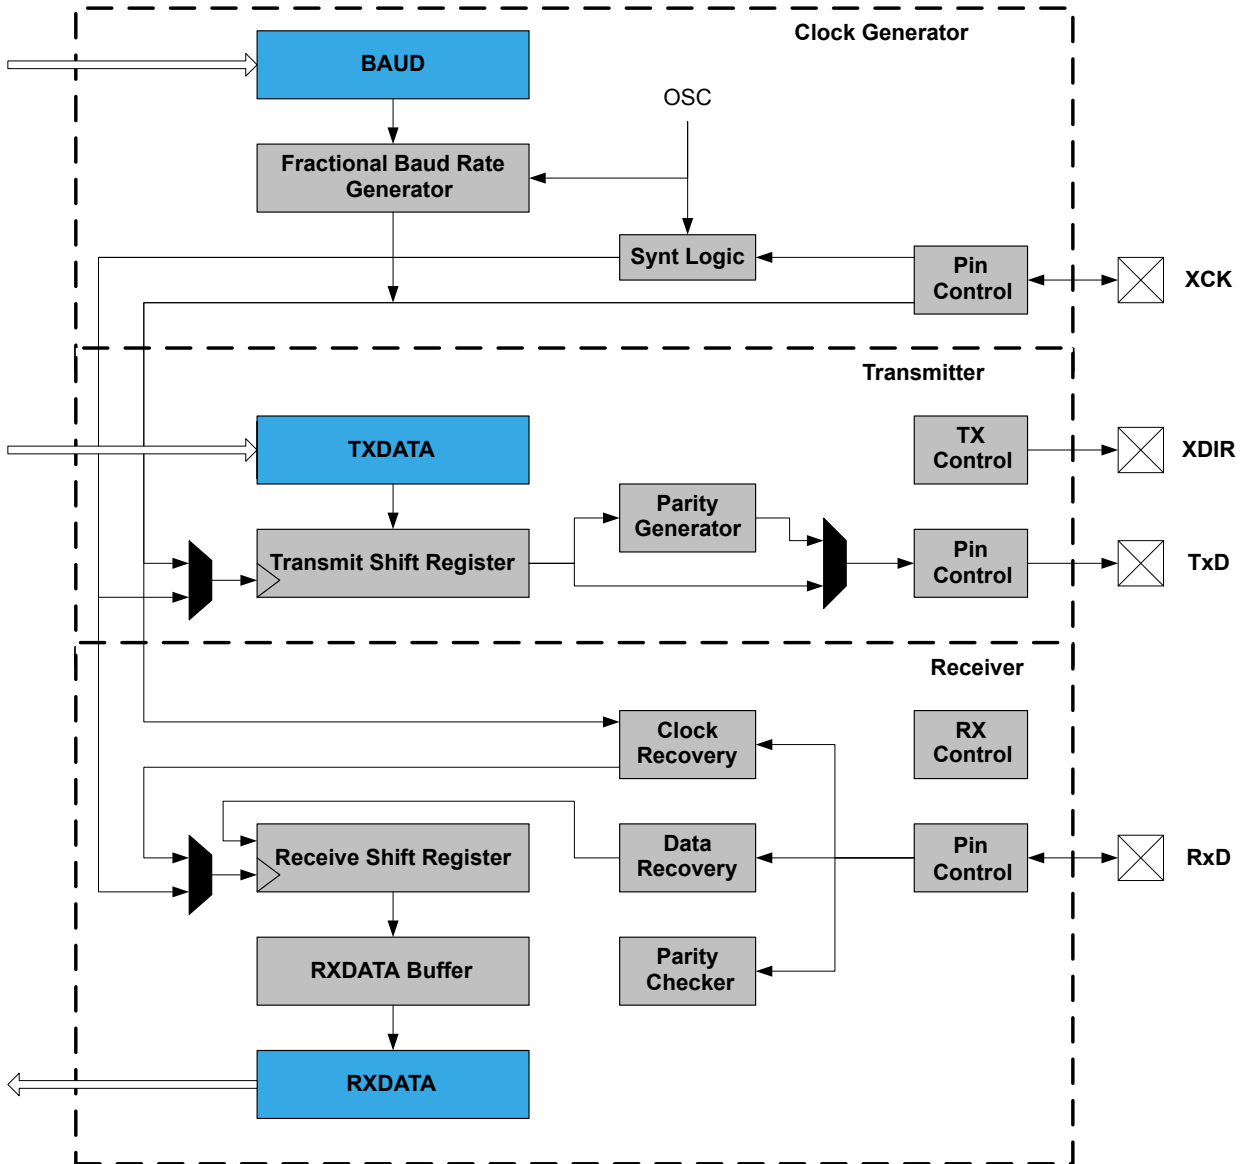 Clock Generator
BAUD
OSC
Fractional Baud Rate
Generator
Synt Logic
Pin
Control
XCK
Transmitter
TXDATA
TX
Control
XDIR
Parity
Generator
Transmit Shift Register
Pin
Control
TxD
Receiver
Clock
Recovery
RX
Control
Receive Shift Register
Data
Recovery
Pin
Control
RxD
RXDATA Buffer
Parity
Checker
RXDATA